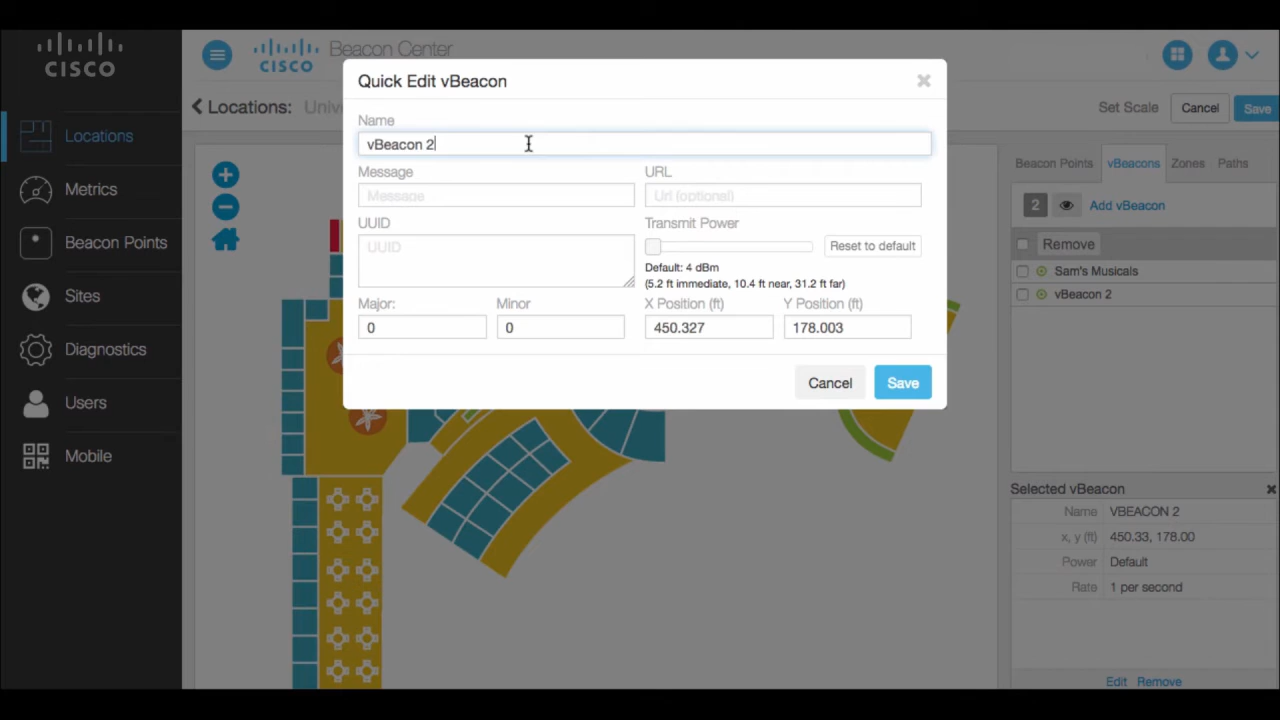 CISCO
Locations
Metrics
Beacon Points
Sites
Diagnostics
Users
Mobile
CISCO
Beacon Center
Locations: Unive
Set Scale
Cancel
Save
Quick Edit vBeacon
Name
vBeacon 2
Message
URL
Message
Url (optional)
UUID
Transmit Power
UUID
Reset to default
Default: 4 dBm
(5.2 ft immediate, 10.4 ft near, 31.2 ft far)
Major:
Minor
X Position (ft)
Y Position (ft)
0
0
450.327
178.003
Cancel
Save
Beacon Points
vBeacons
Zones
Paths
2
Add vBeacon
Remove
Sam's Musicals
vBeacon 2
Selected vBeacon
Name VBEACON 2
x, y (ft) 450.33, 178.00
Power Default
Rate 1 per second
Edit Remove